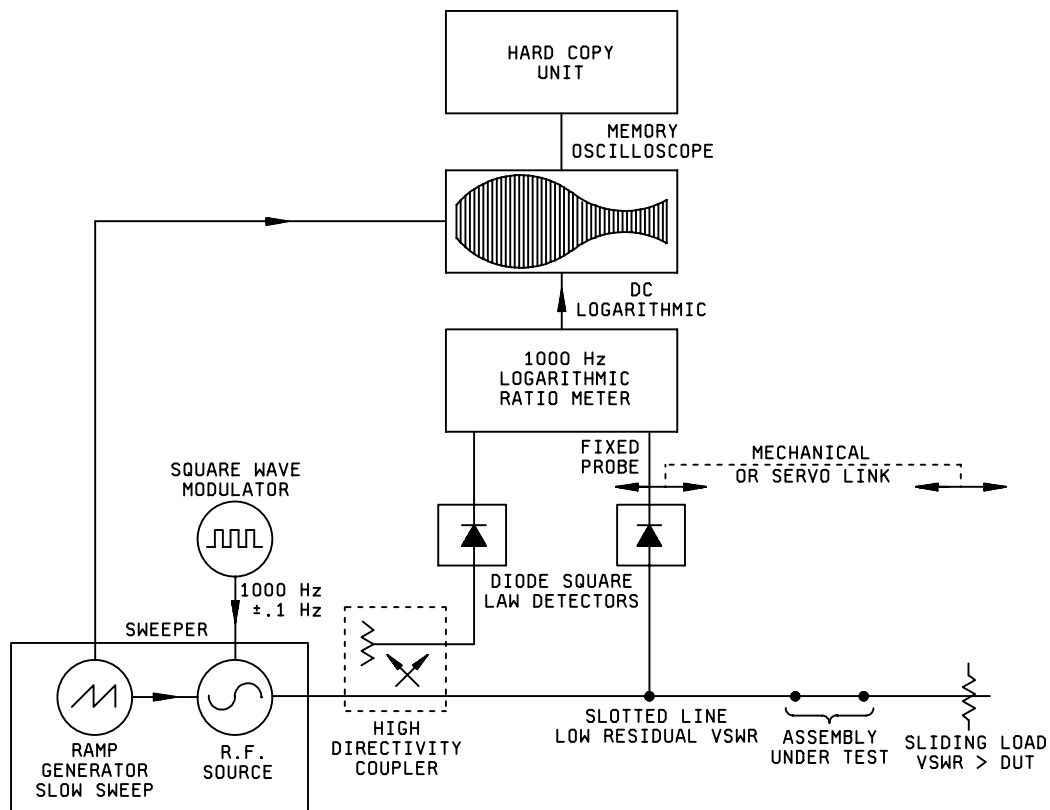 HARD COPY
UNIT
MEMORY
OSCILLOSCOPE
DC
LOGARITHMIC
1000 Hz
LOGARITHMIC
RATIO METER
FIXED
PROBE
MECHANICAL
OR SERVO LINK
SQUARE WAVE
MODULATOR
1000 Hz
±.1 Hz
DIODE SQUARE
LAW DETECTORS
SWEEPER
RAMP
GENERATOR
SLOW SWEEP
R.F.
SOURCE
HIGH
DIRECTIVITY
COUPLER
SLOTTED LINE
LOW RESIDUAL VSWR
ASSEMBLY
UNDER TEST
SLIDING LOAD
VSWR > DUT